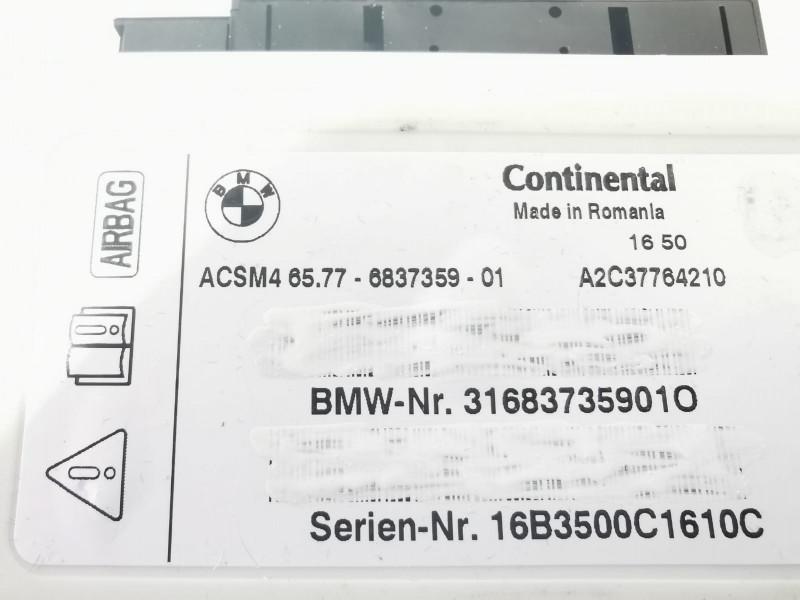 BMW
Continental
Made in Romania
16 50
AIRBAG
ACSM4 65.77 - 6837359 - 01 A2C37764210
BMW-Nr. 31683735901O
Serien-Nr. 16B3500C1610C